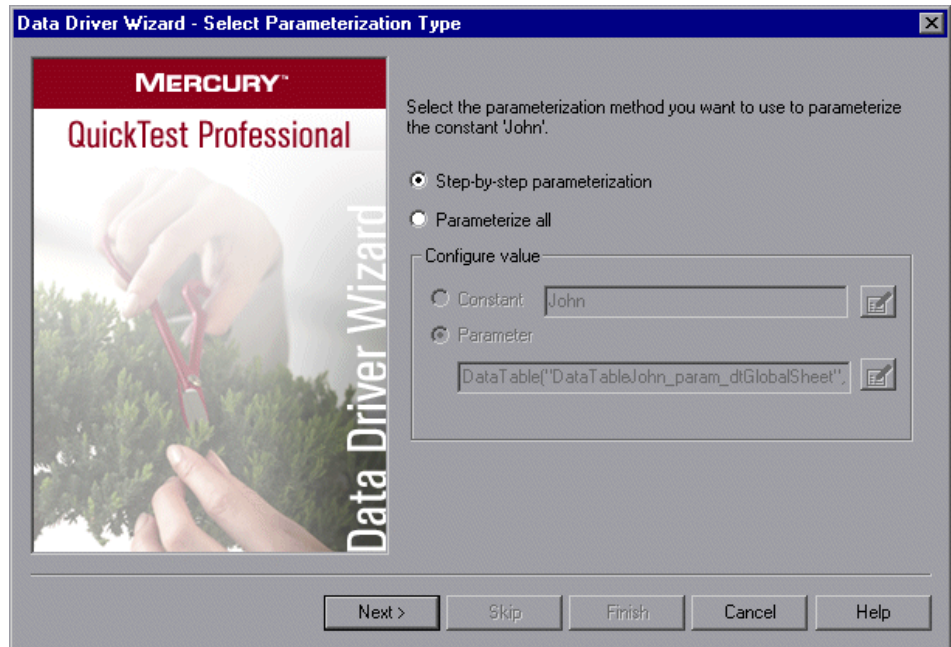 Data Driver Wizard - Select Parameterization Type
MERCURY™
QuickTest Professional
Data Driver Wizard
Select the parameterization method you want to use to parameterize
the constant 'John'.
Step-by-step parameterization
Parameterize all
Configure value
Constant John
Parameter
DataTable("DataTableJohn_param_dtGlobalSheet",
Next > Skip Finish Cancel Help